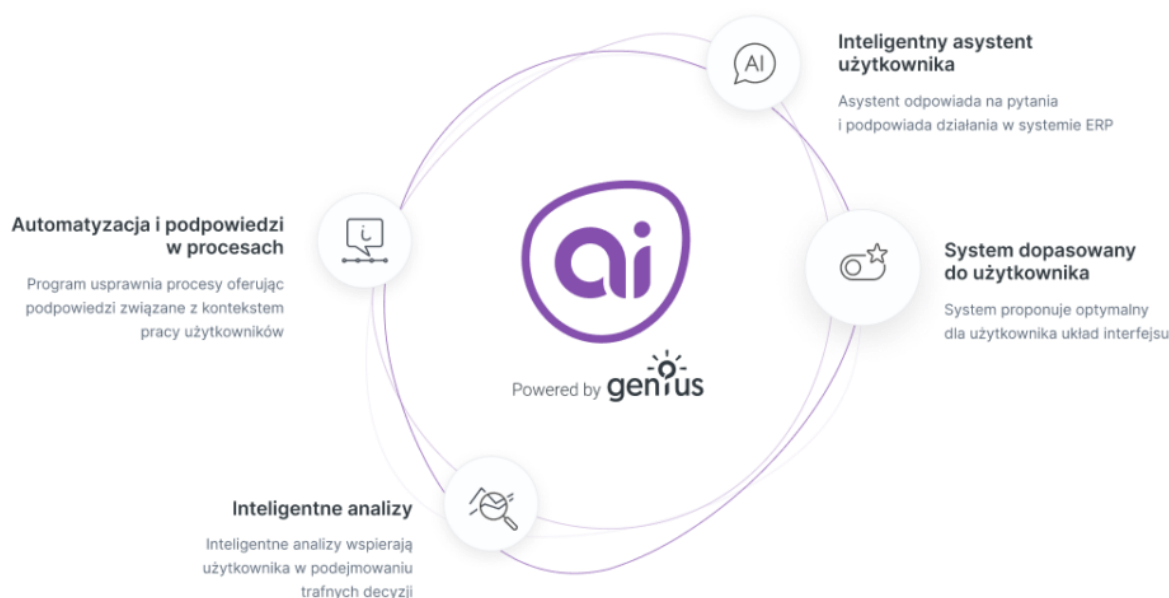 AI
Inteligentny asystent
użytkownika
Asystent odpowiada na pytania
i podpowiada działania w systemie ERP
Automatyzacja i podpowiedzi
w procesach
Program usprawnia procesy oferując
podpowiedzi związane z kontekstem
pracy użytkowników
i
ai
Powered by genius
System dopasowany
do użytkownika
System proponuje optymalny
dla użytkownika układ interfejsu
Inteligentne analizy
Inteligentne analizy wspierają
użytkownika w podejmowaniu
trafnych decyzji